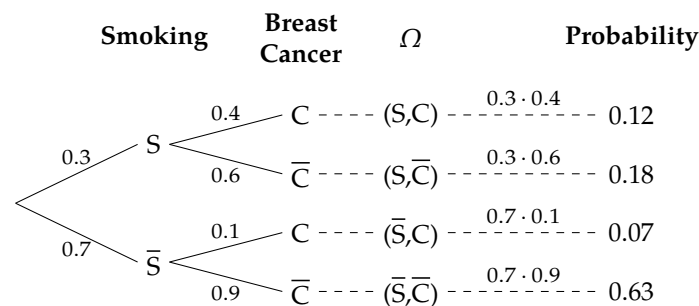 Smoking Breast Cancer Ω Probability
0.4 C (S,C) 0.3 · 0.4 0.12
0.3 S
0.6 C̅ (S,C̅) 0.3 · 0.6 0.18
0.1 C (S̅,C) 0.7 · 0.1 0.07
0.7 S̅
0.9 C̅ (S̅,C̅) 0.7 · 0.9 0.63